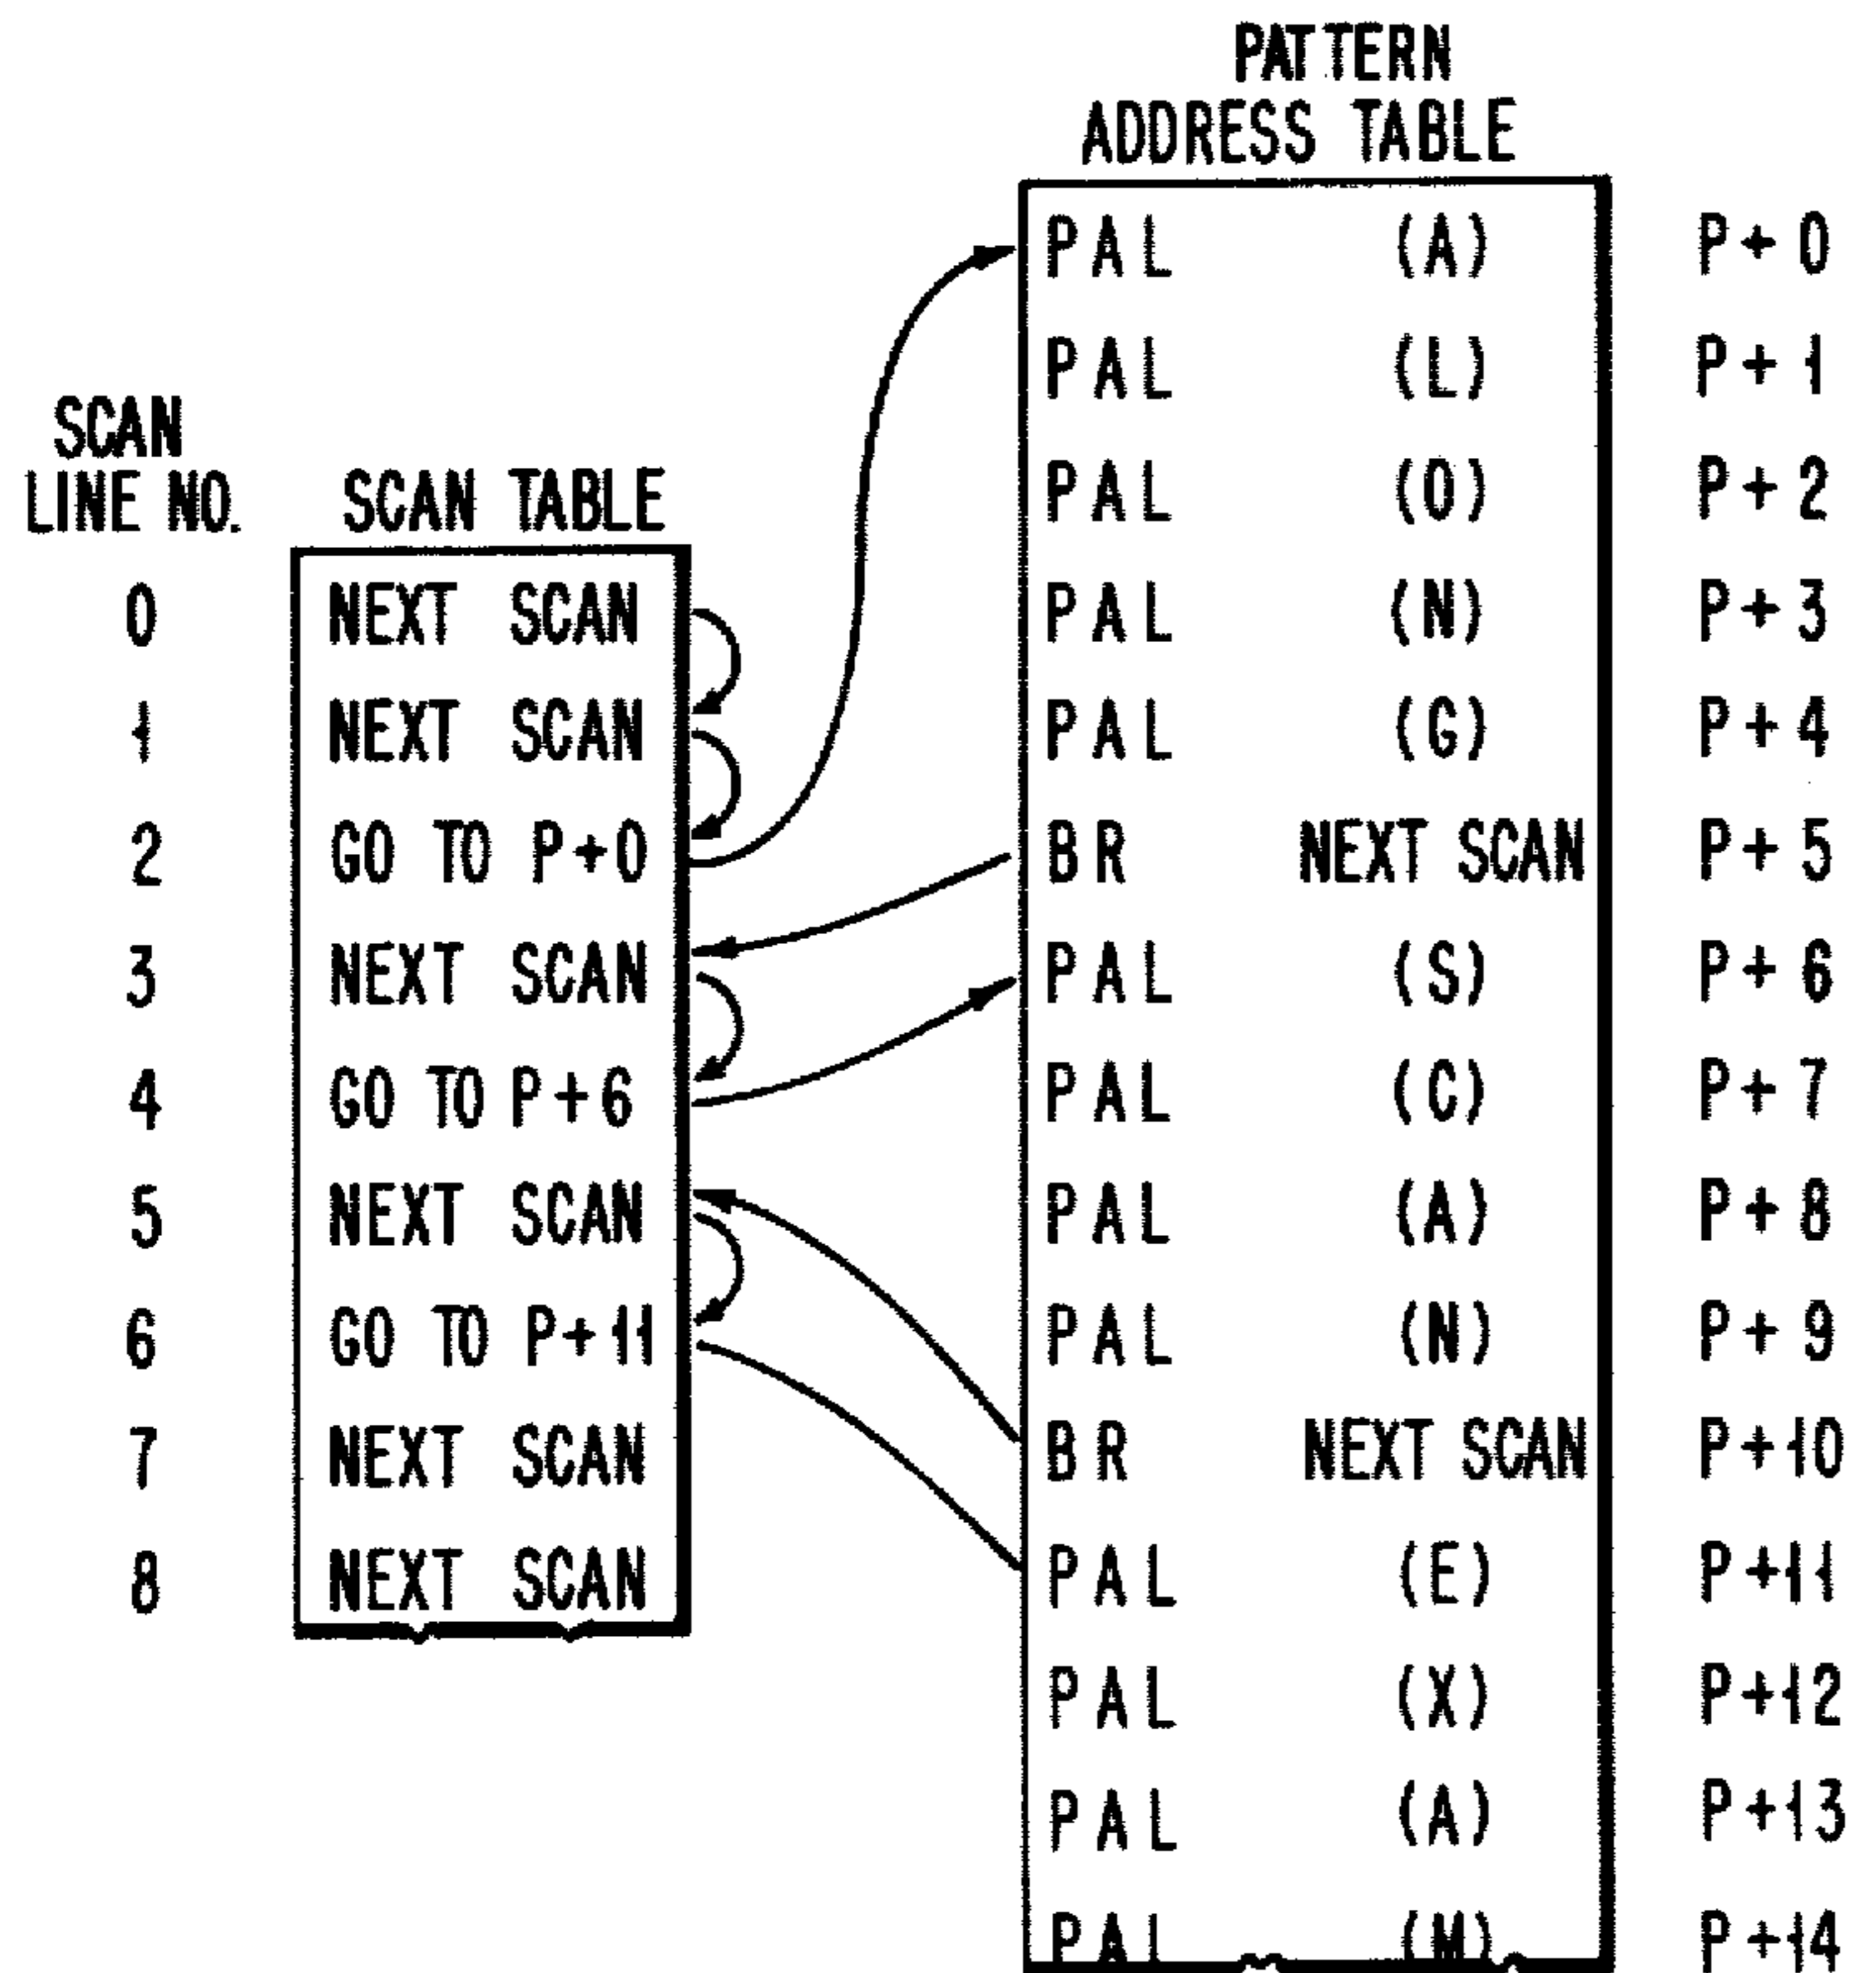 PATTERN
ADDRESS TABLE
PAL (A) P+0
PAL (L) P+1
PAL (O) P+2
PAL (N) P+3
PAL (G) P+4
BR NEXT SCAN P+5
PAL (S) P+6
PAL (C) P+7
PAL (A) P+8
PAL (N) P+9
BR NEXT SCAN P+10
PAL (E) P+11
PAL (X) P+12
PAL (A) P+13
PAL (M) P+14
SCAN
LINE NO. SCAN TABLE
0 NEXT SCAN
1 NEXT SCAN
2 GO TO P+0
3 NEXT SCAN
4 GO TO P+6
5 NEXT SCAN
6 GO TO P+11
7 NEXT SCAN
8 NEXT SCAN